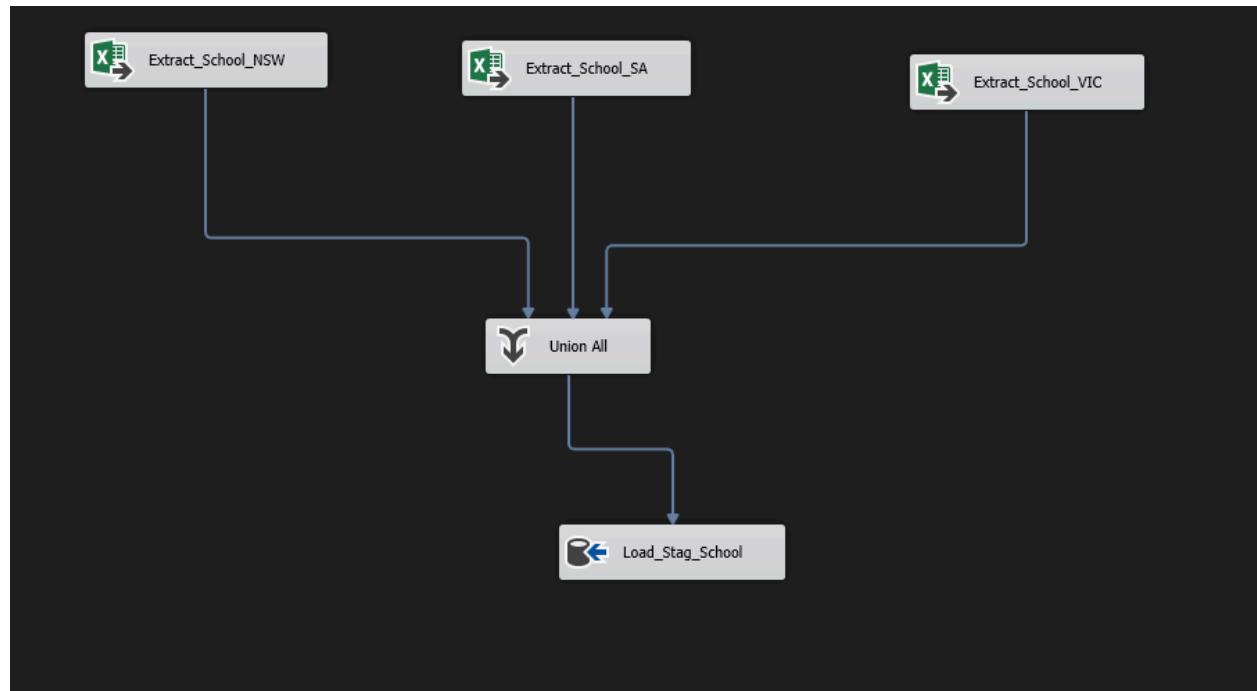 Extract_School_NSW
Extract_School_SA
Extract_School_VIC
Union All
Load_Stag_School